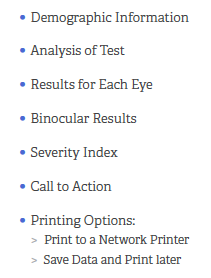 • Demographic Information
• Analysis of Test
• Results for Each Eye
• Binocular Results
• Severity Index
• Call to Action
• Printing Options:
> Print to a Network Printer
> Save Data and Print later